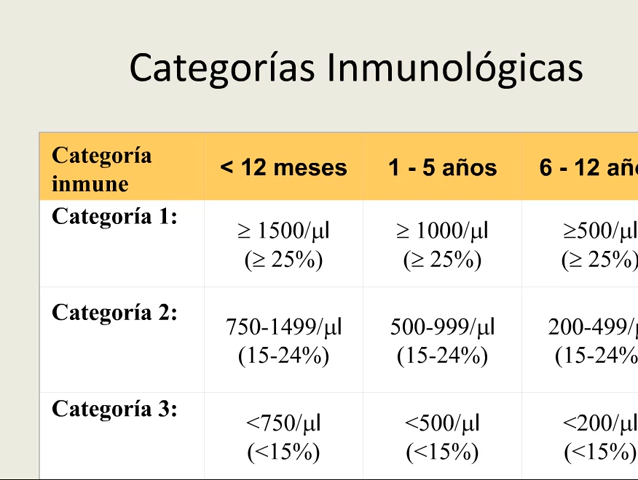 Categorías Inmunológicas
Categoría inmune
< 12 meses
1 - 5 años
6 - 12
Categoría 1:
≥ 1500/μl
(≥ 25%)
≥ 1000/μl
(≥ 25%)
≥500/μl
(≥ 25%)
Categoría 2:
750-1499/μl
(15-24%)
500-999/μl
(15-24%)
200-499/
(15-24%
Categoría 3:
<750/μl
(<15%)
<500/μl
(<15%)
<200/μl
(<15%)